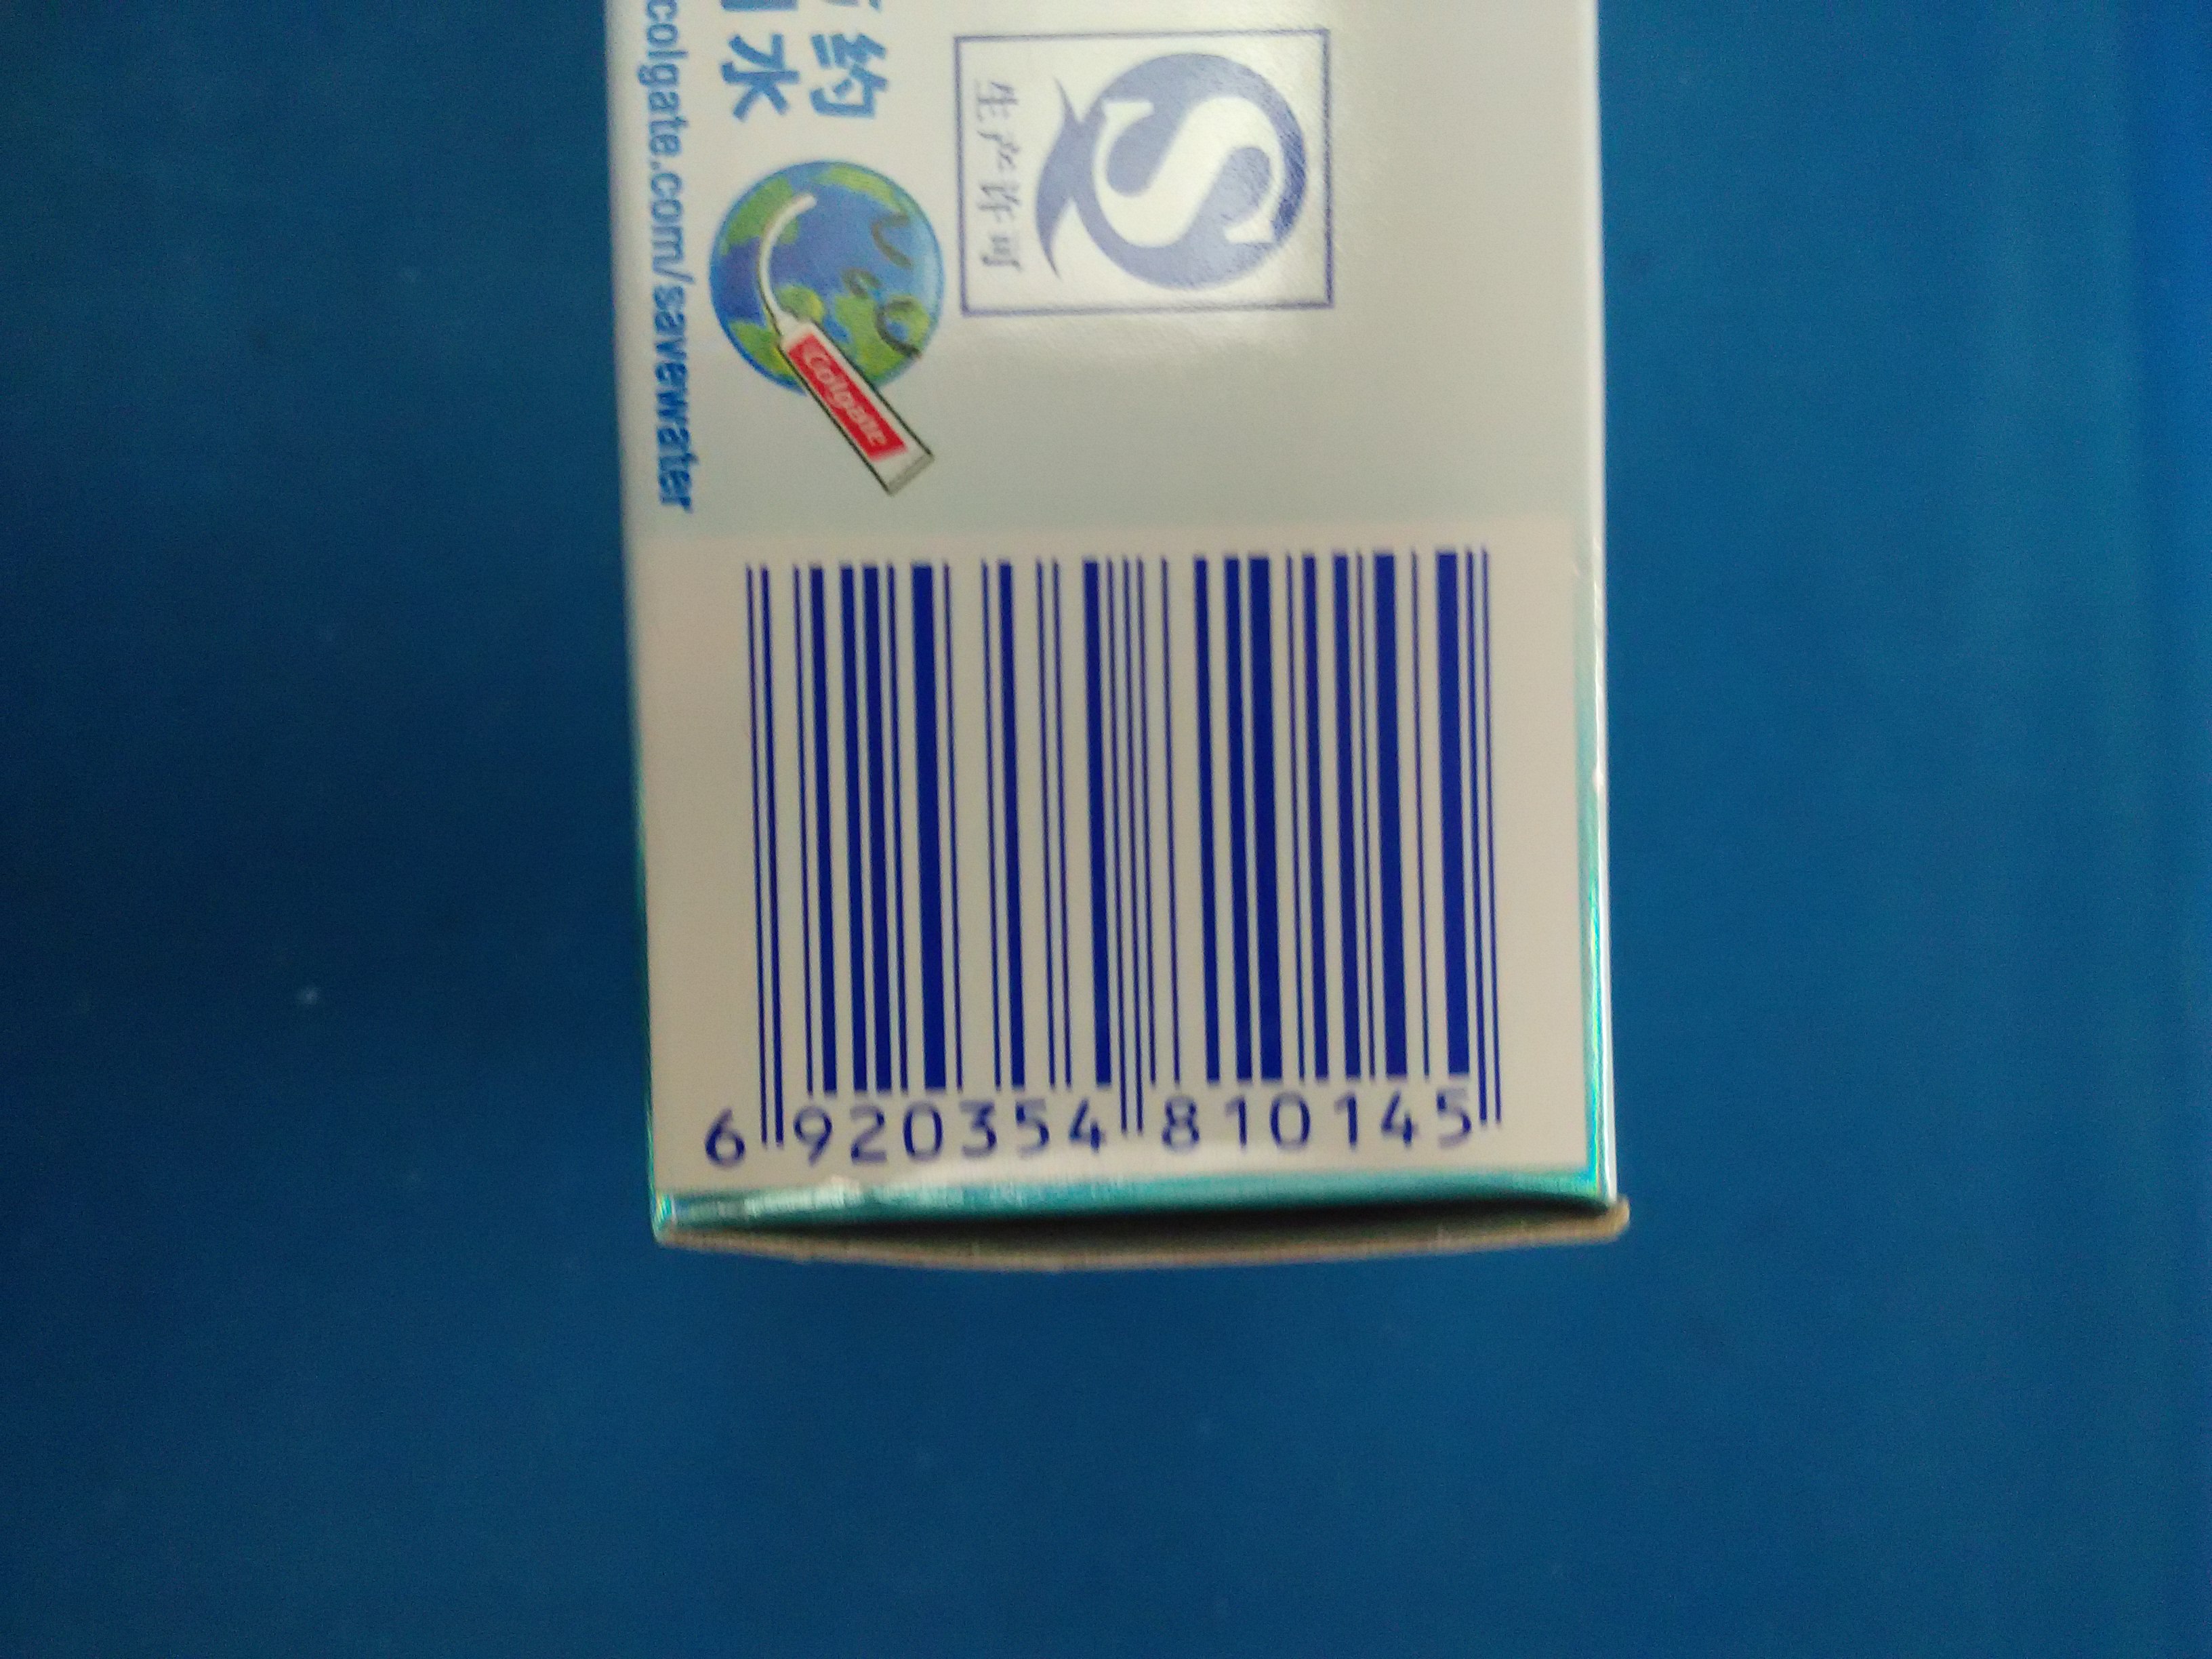 约
水
colgate.com/savewater
Colgate
S
生产许可
6 920354 810145